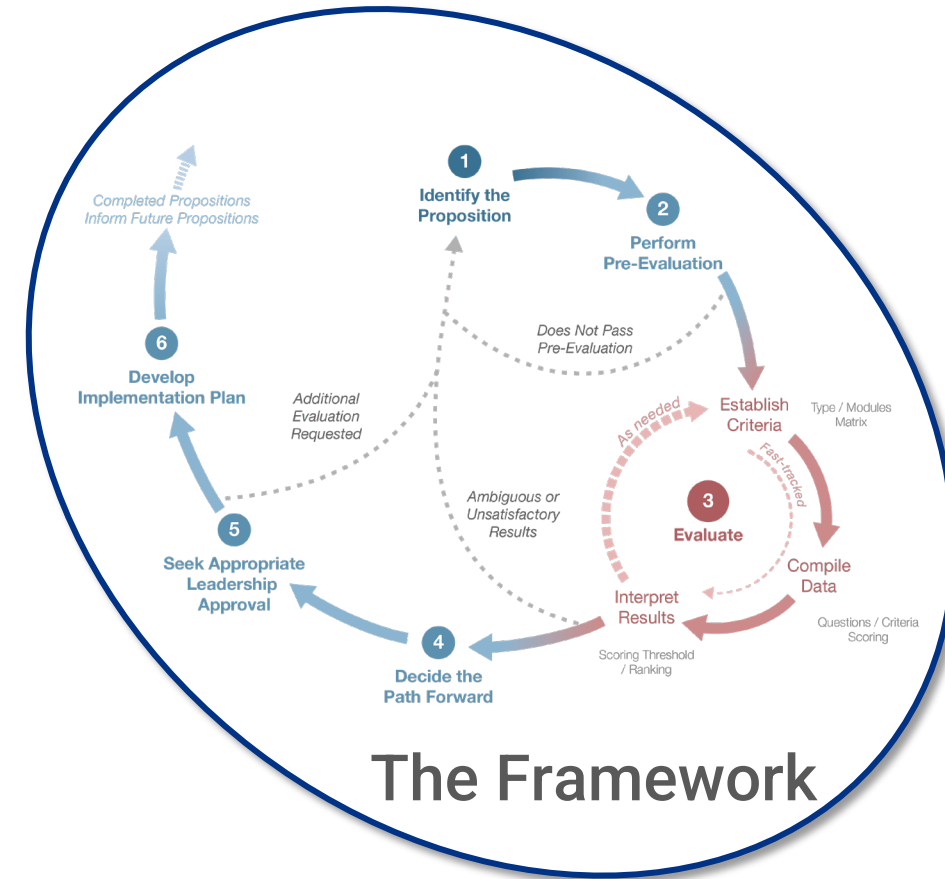 1
Identify the
Proposition
2
Perform
Pre-Evaluation
Does Not Pass
Pre-Evaluation
Establish
Criteria
Type / Modules
Matrix
As needed
Fast-tracked
3
Evaluate
Compile
Data
Questions / Criteria
Scoring
Interpret
Results
Scoring Threshold
/ Ranking
Ambiguous or
Unsatisfactory
Results
4
Decide the
Path Forward
5
Seek Appropriate
Leadership
Approval
Additional
Evaluation
Requested
6
Develop
Implementation Plan
Completed Propositions
Inform Future Propositions
The Framework